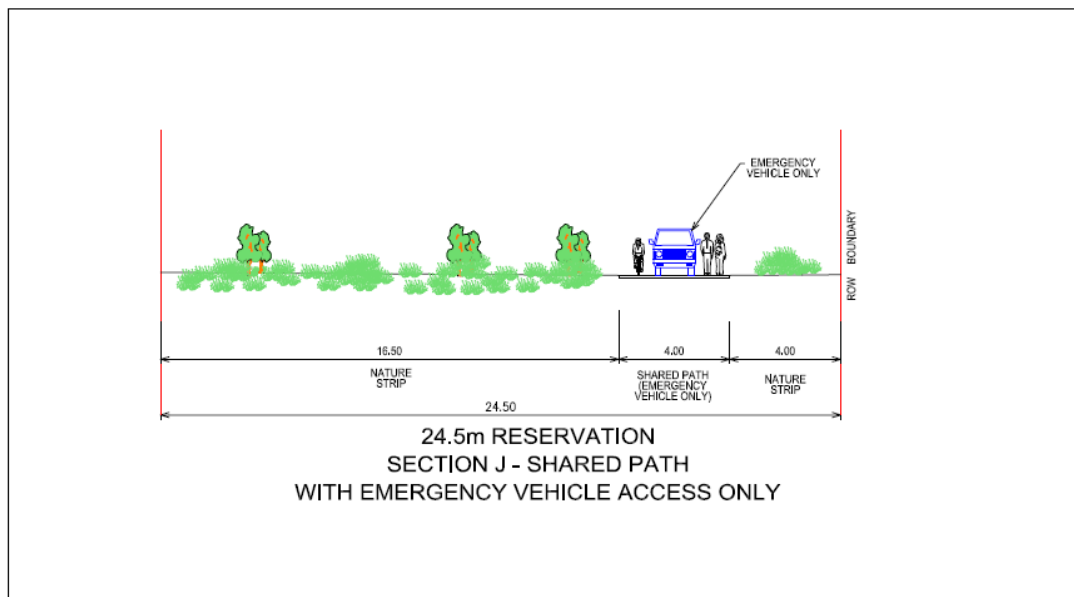 EMERGENCY
VEHICLE ONLY
ROW BOUNDARY
16.50
4.00
4.00
NATURE
STRIP
SHARED PATH
(EMERGENCY
VEHICLE ONLY)
NATURE
STRIP
24.50
24.5m RESERVATION
SECTION J - SHARED PATH
WITH EMERGENCY VEHICLE ACCESS ONLY